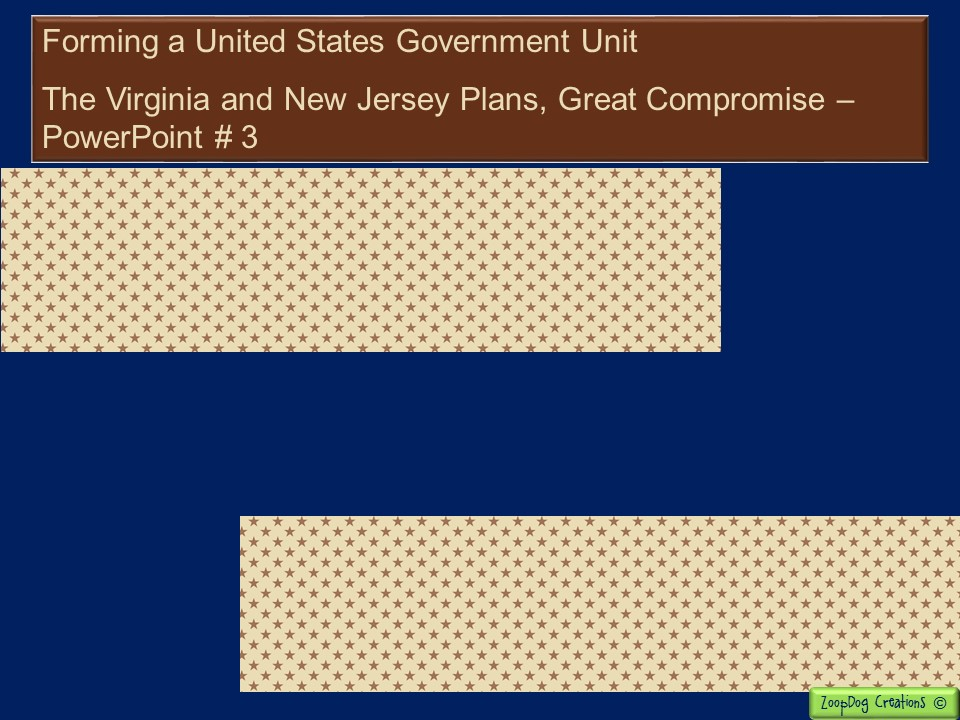 Forming a United States Government Unit
The Virginia and New Jersey Plans, Great Compromise –
PowerPoint # 3
ZoopDog Creations ©